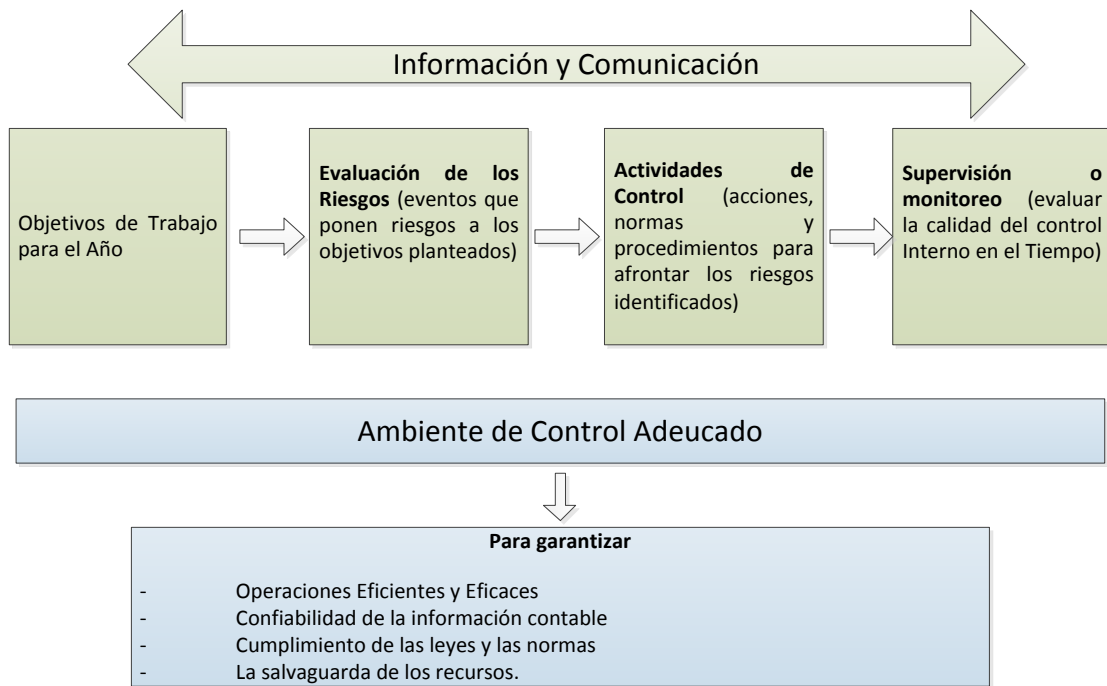 Información y Comunicación
Objetivos de Trabajo
para el Año
Evaluación de los
Riesgos (eventos que
ponen riesgos a los
objetivos planteados)
Actividades de
Control (acciones,
normas y
procedimientos para
afrontar los riesgos
identificados)
Supervisión o
monitoreo (evaluar
la calidad del control
Interno en el Tiempo)
Ambiente de Control Adeucado
Para garantizar
- Operaciones Eficientes y Eficaces
- Confiabilidad de la información contable
- Cumplimiento de las leyes y las normas
- La salvaguarda de los recursos.